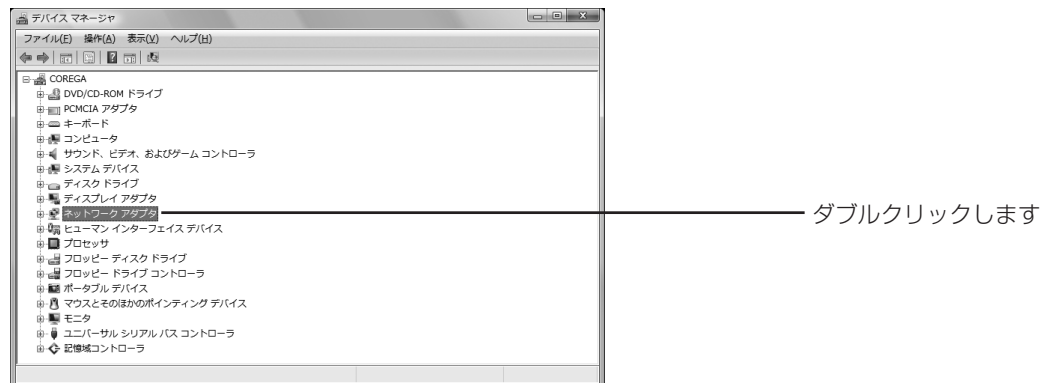 デバイス マネージャ
ファイル(F) 操作(A) 表示(V) ヘルプ(H)
COREGA
DVD/CD-ROM ドライブ
PCMCIA アダプタ
キーボード
コンピュータ
サウンド、ビデオ、およびゲーム コントローラ
システム デバイス
ディスク ドライブ
ディスプレイ アダプタ
ネットワーク アダプタ
ダブルクリックします
ヒューマン インターフェイス デバイス
プロセッサ
フロッピー ディスク ドライブ
フロッピー ドライブ コントローラ
ポータブル デバイス
マウスとそのほかのポインティング デバイス
モニタ
ユニバーサル シリアル バス コントローラ
記憶域コントローラ